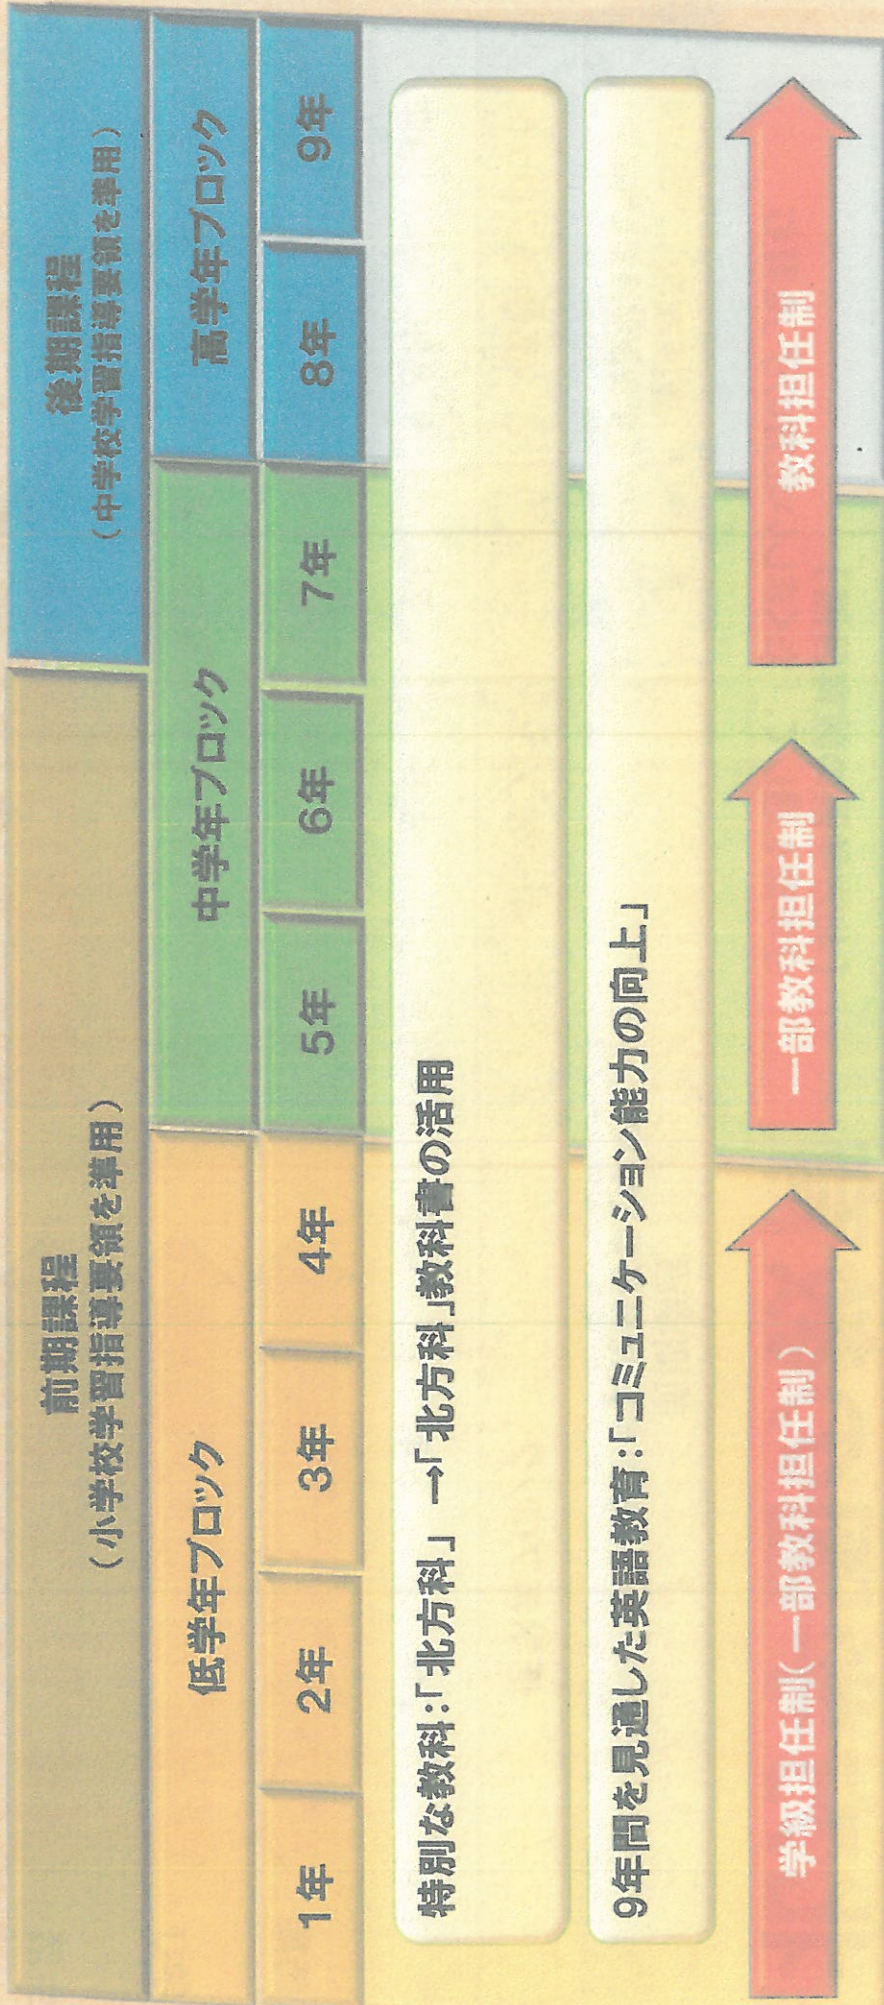 前期課程
(小学校学習指導要領を準用)
後期課程
(中学校学習指導要領を準用)
低学年ブロック
中学年ブロック
高学年ブロック
1年
2年
3年
4年
5年
6年
7年
8年
9年
特別な教科:「北方科」 →「北方科」教科書の活用
9年間を見通した英語教育:「コミュニケーション能力の向上」
学級担任制(一部教科担任制)
一部教科担任制
教科担任制